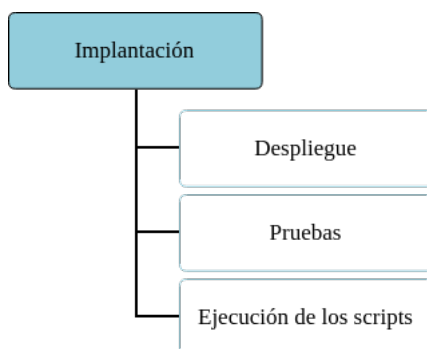 Implantación
Despliegue
Pruebas
Ejecución de los scripts